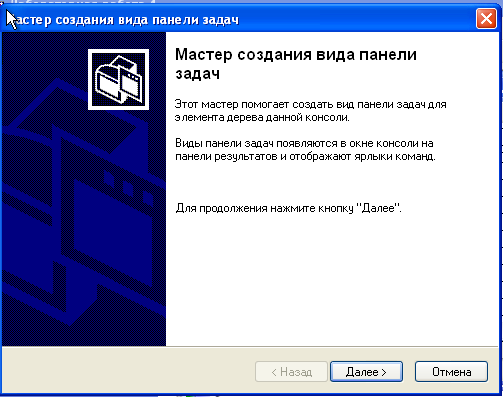 Мастер создания вида панели задач
Мастер создания вида панели
задач
Этот мастер помогает создать вид панели задач для
элемента дерева данной консоли.
Виды панели задач появляются в окне консоли на
панели результатов и отображают ярлыки команд.
Для продолжения нажмите кнопку "Далее".
< Назад
Далее >
Отмена